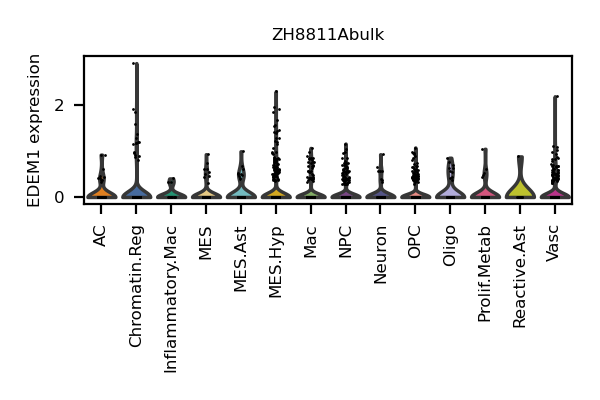 ZH8811Abulk
EDEM1 expression
2
0
AC
Chromatin.Reg
Inflammatory.Mac
MES
MES.Ast
MES.Hyp
Mac
NPC
Neuron
OPC
Oligo
Prolif.Metab
Reactive.Ast
Vasc